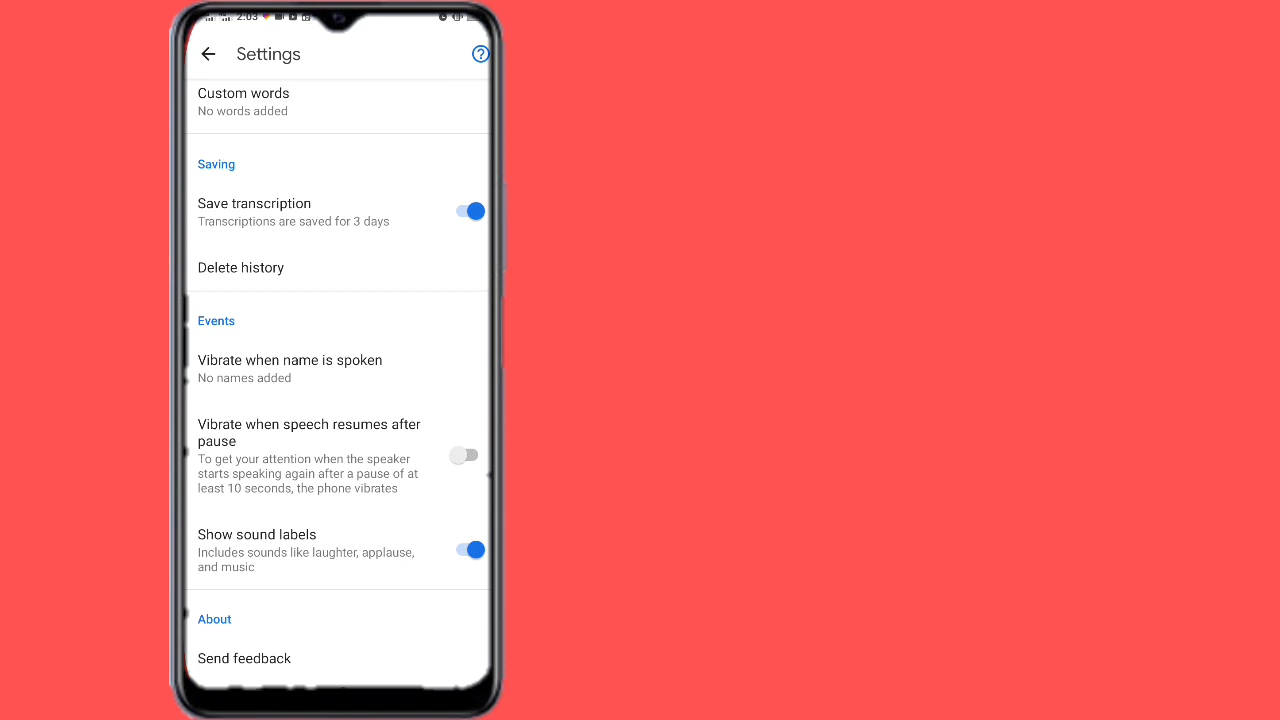 2:03
Settings
Custom words
No words added
Saving
Save transcription
Transcriptions are saved for 3 days
Delete history
Events
Vibrate when name is spoken
No names added
Vibrate when speech resumes after
pause
To get your attention when the speaker
starts speaking again after a pause of at
least 10 seconds, the phone vibrates
Show sound labels
Includes sounds like laughter, applause,
and music
About
Send feedback